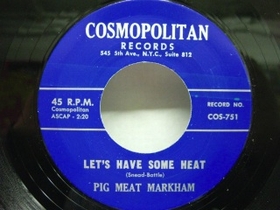 COSMOPOLITAN
RECORDS
545 5th Ave., N.Y.C., Suite 812
45 R.P.M.
Cosmopolitan
ASCAP - 2:20
RECORD NO.
COS-751
LET'S HAVE SOME HEAT
(Snead-Battle)
PIG MEAT MARKHAM